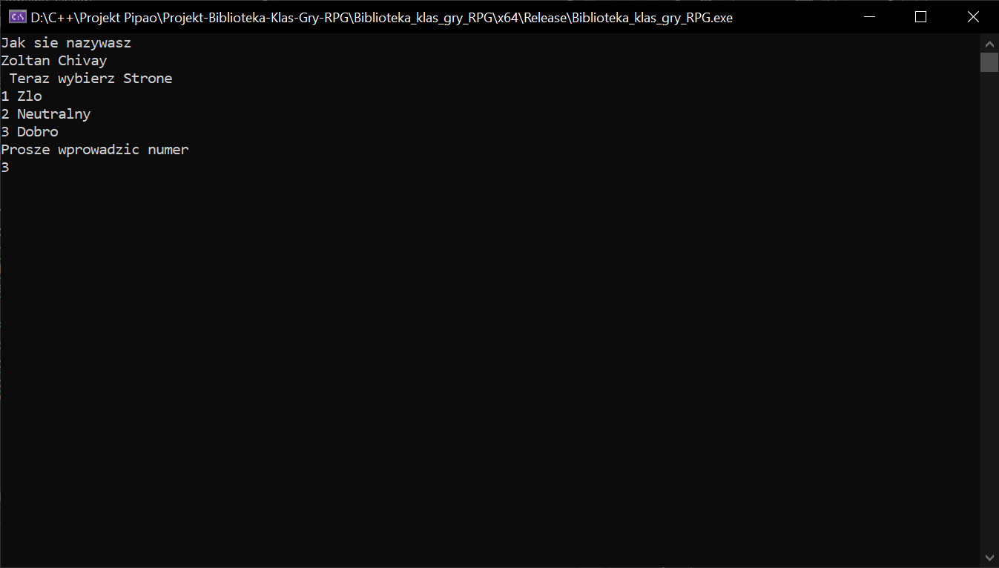 D:\C++\Projekt Pipao\Projekt-Biblioteka-Klas-Gry-RPG\Biblioteka_klas_gry_RPG\x64\Release\Biblioteka_klas_gry_RPG.exe
Jak sie nazywasz
Zoltan Chivay
Teraz wybierz Strone
1 Zlo
2 Neutralny
3 Dobro
Prosze wprowadzic numer
3